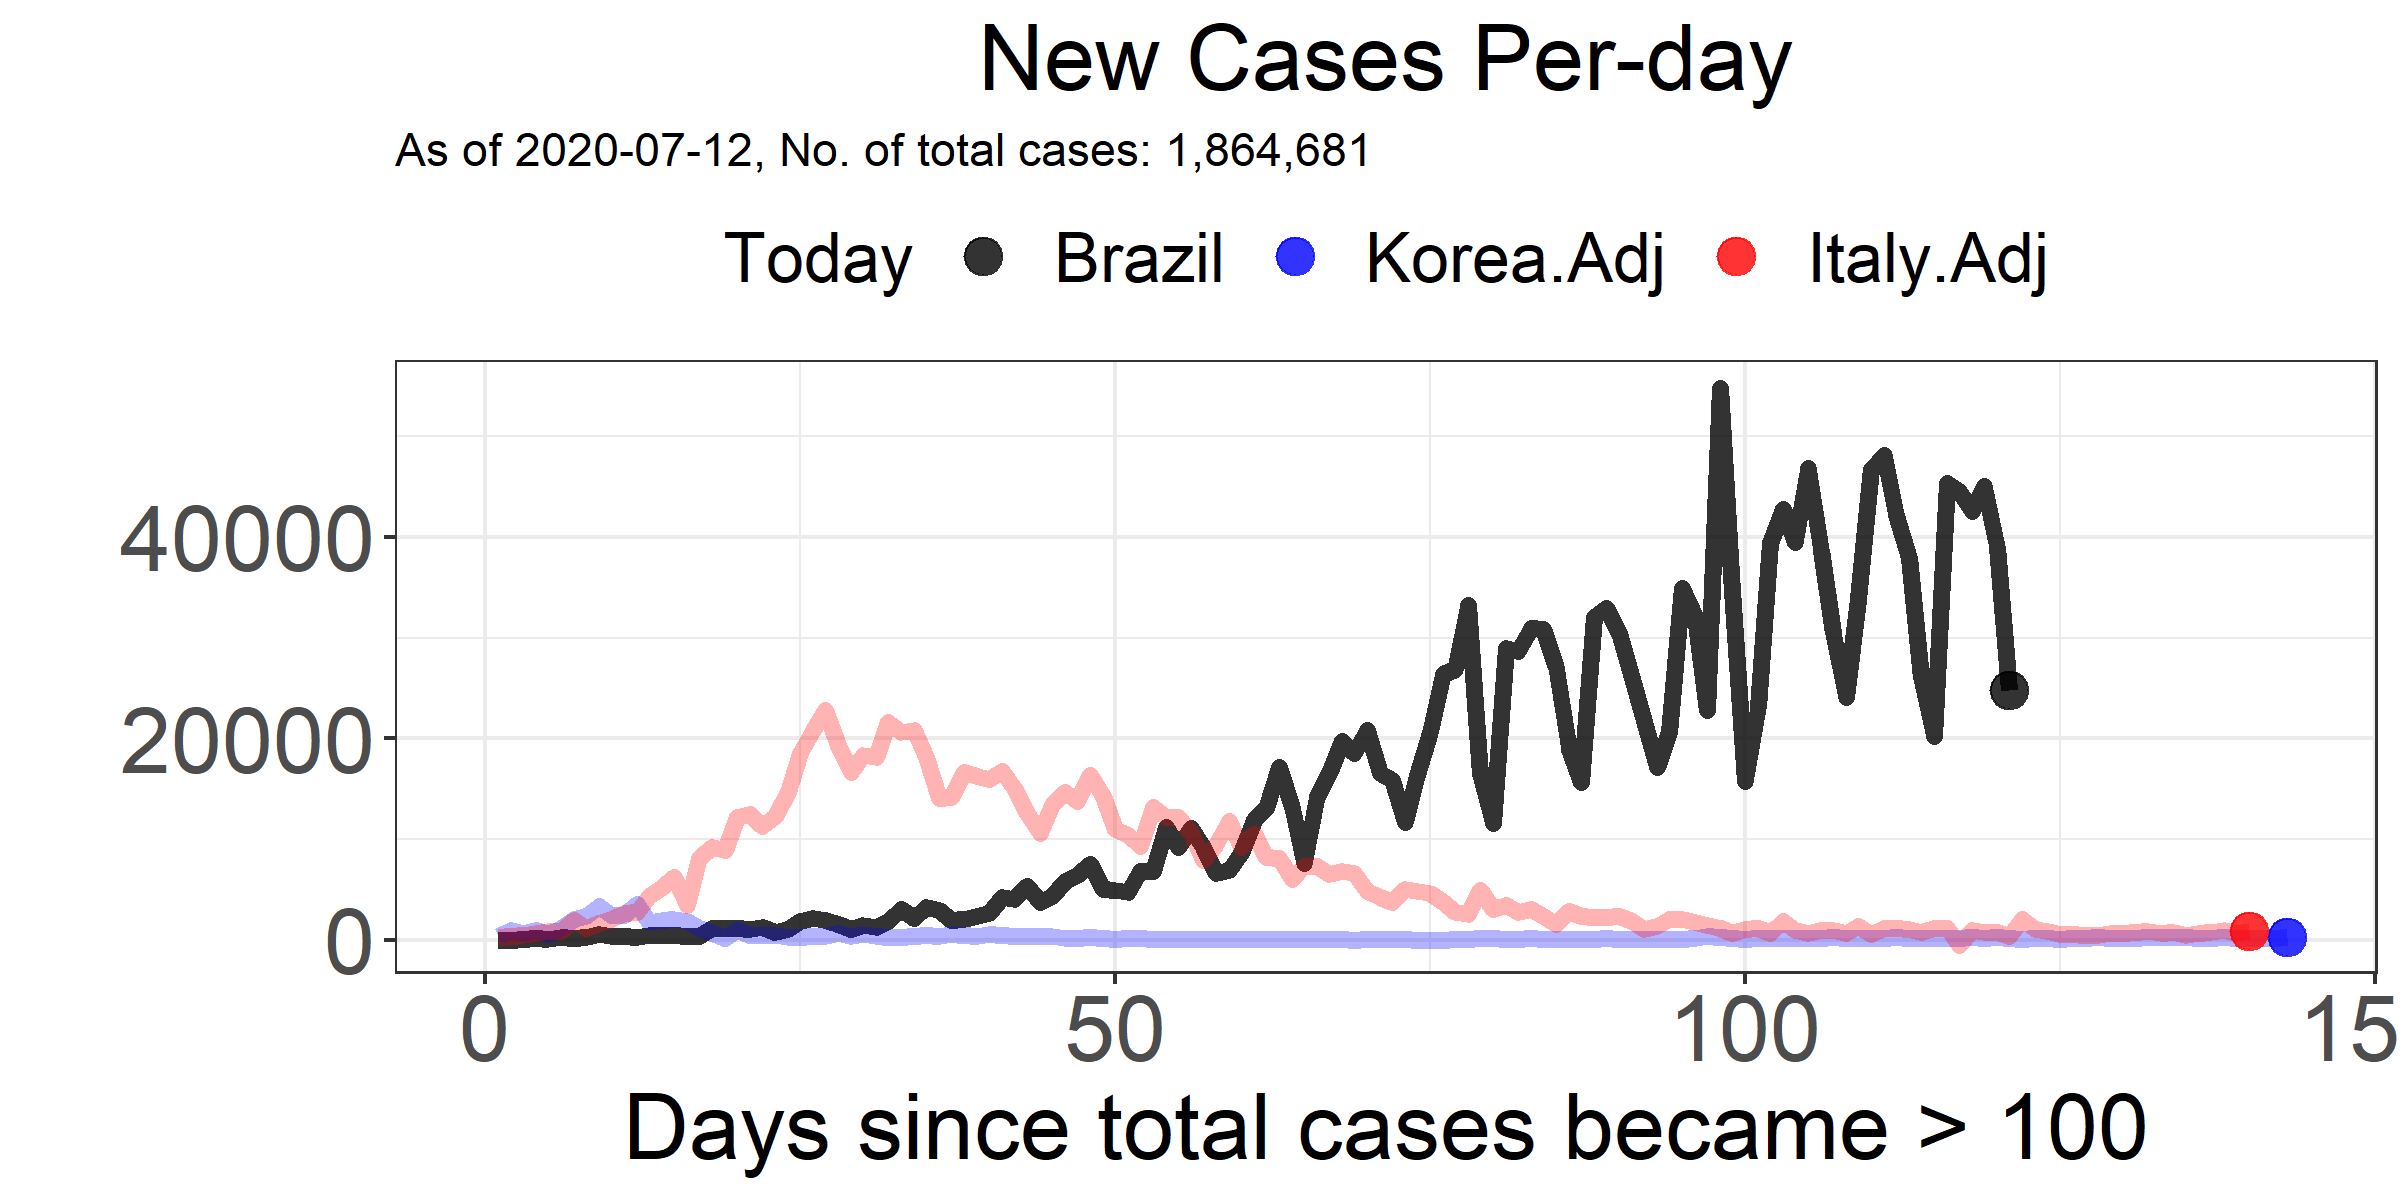 New Cases Per-day
As of 2020-07-12, No. of total cases: 1,864,681
Today Brazil Korea.Adj Italy.Adj
40000
20000
0
0 50 100 15
Days since total cases became > 100